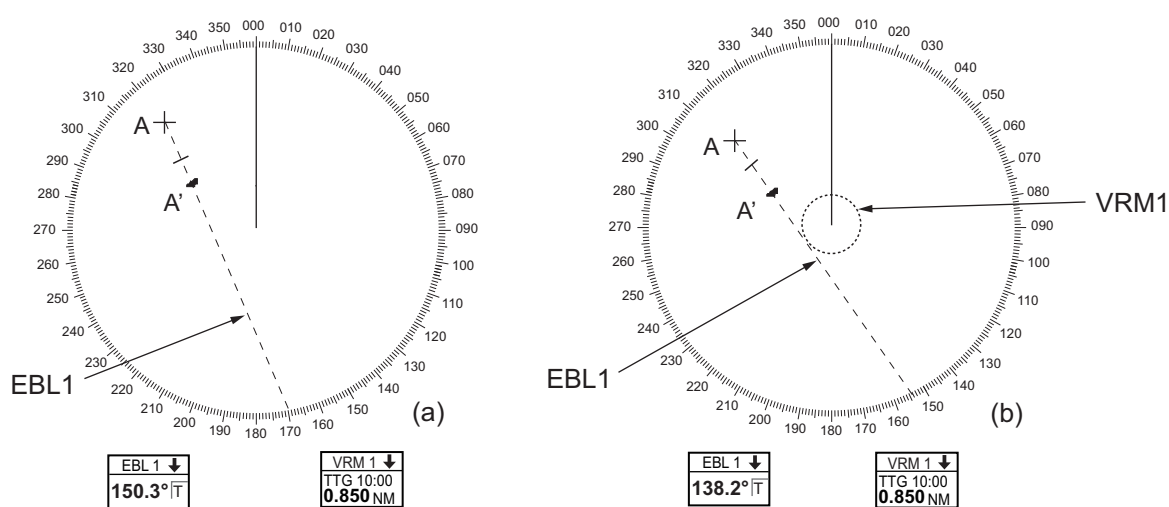 350 000 010
340 020
330 030
320 040
310 050
300 060
290 070
280 080
270 090
260 100
250 110
240 120
230 130
220 140
210 150
200 190 180 170 160
A
A'
EBL1
(a)
EBL 1
150.3° T
VRM 1
TTG 10:00
0.850 NM
350 000 010
340 020
330 030
320 040
310 050
300 060
290 070
280 080
270 090
260 100
250 110
240 120
230 130
220 140
210 150
200 190 180 170 160
A
A'
VRM1
EBL1
(b)
EBL 1
138.2° T
VRM 1
TTG 10:00
0.850 NM